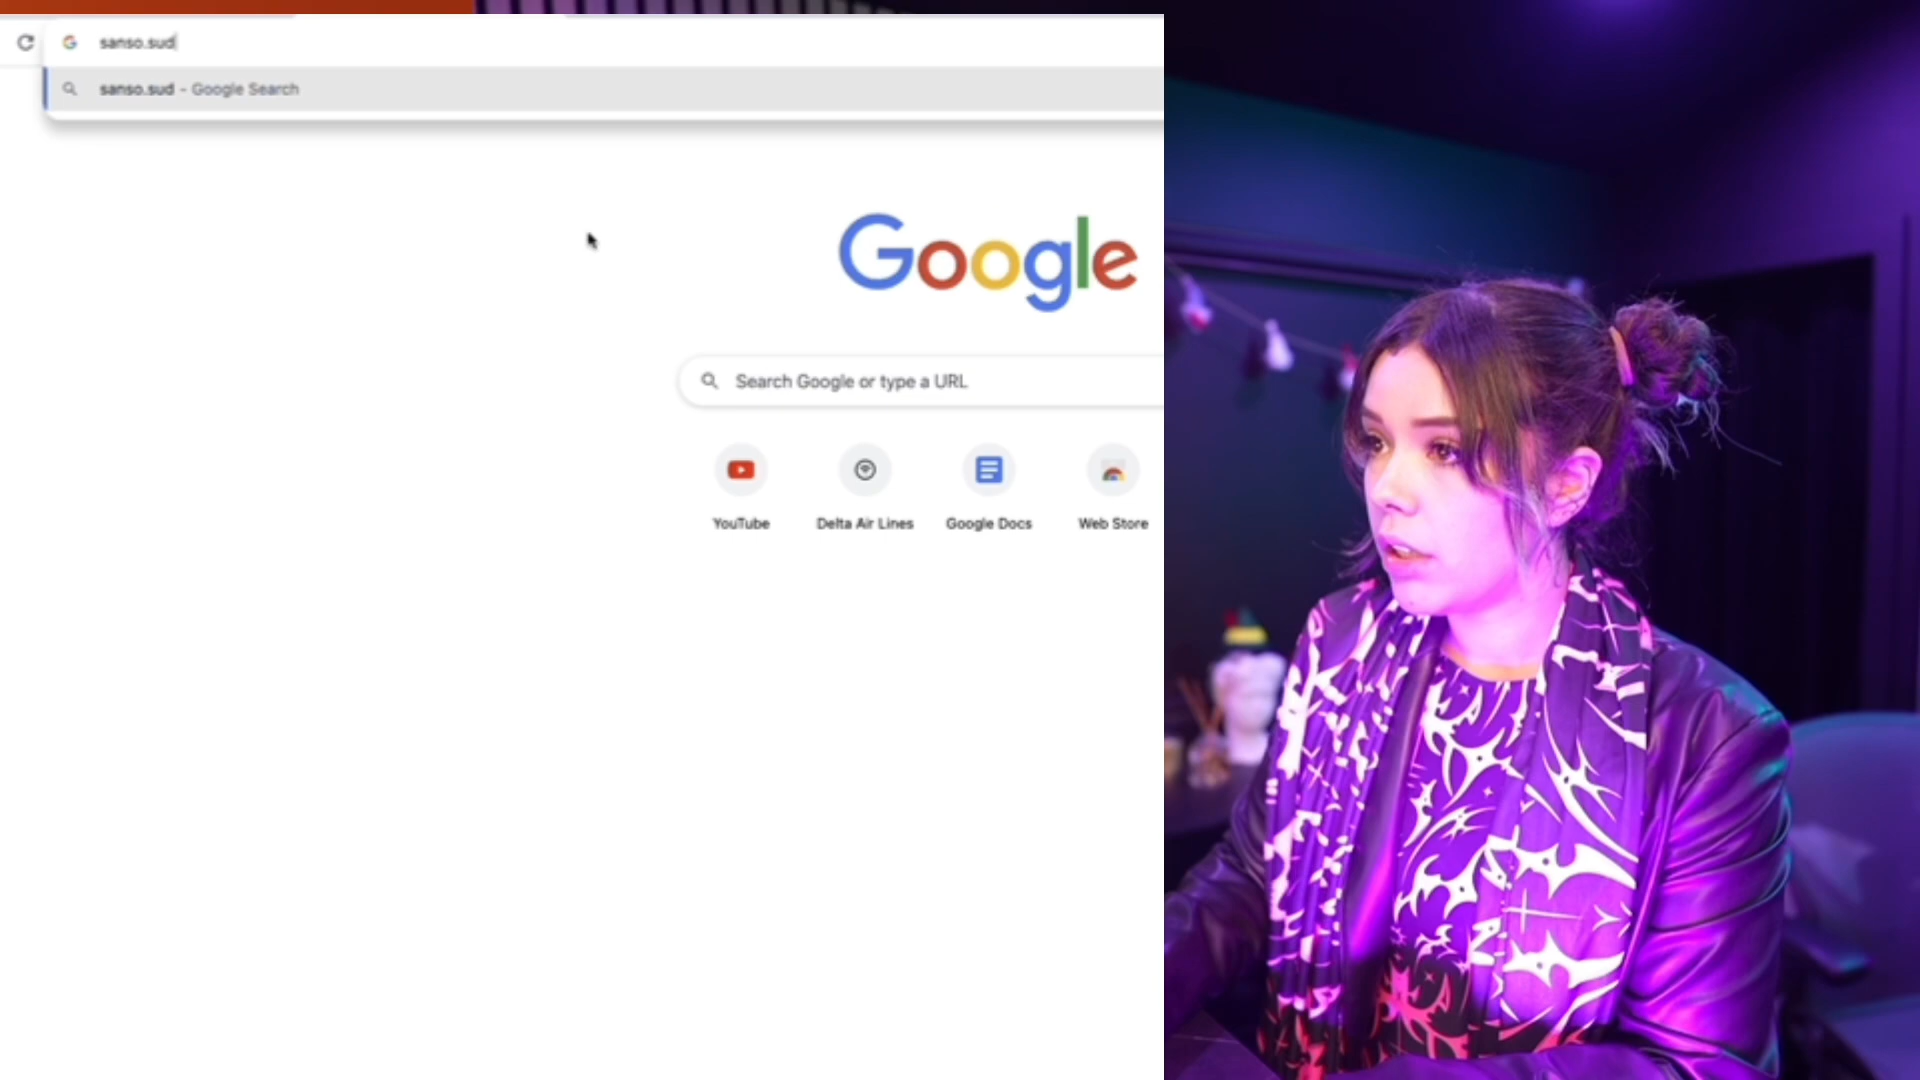 sanso.sud
sanso.sud - Google Search
Google
Search Google or type a URL
YouTube
Delta Air Lines
Google Docs
Web Store